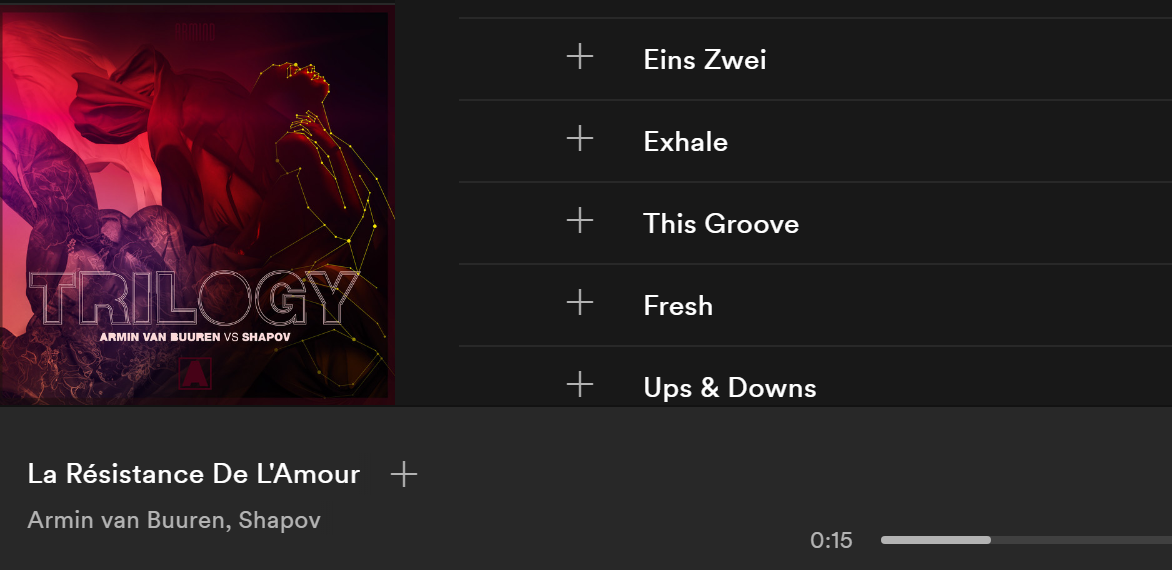 TRILOGY
ARMIN VAN BUUREN VS SHAPOV
A
Eins Zwei
Exhale
This Groove
Fresh
Ups & Downs
La Résistance De L'Amour
Armin van Buuren, Shapov
0:15